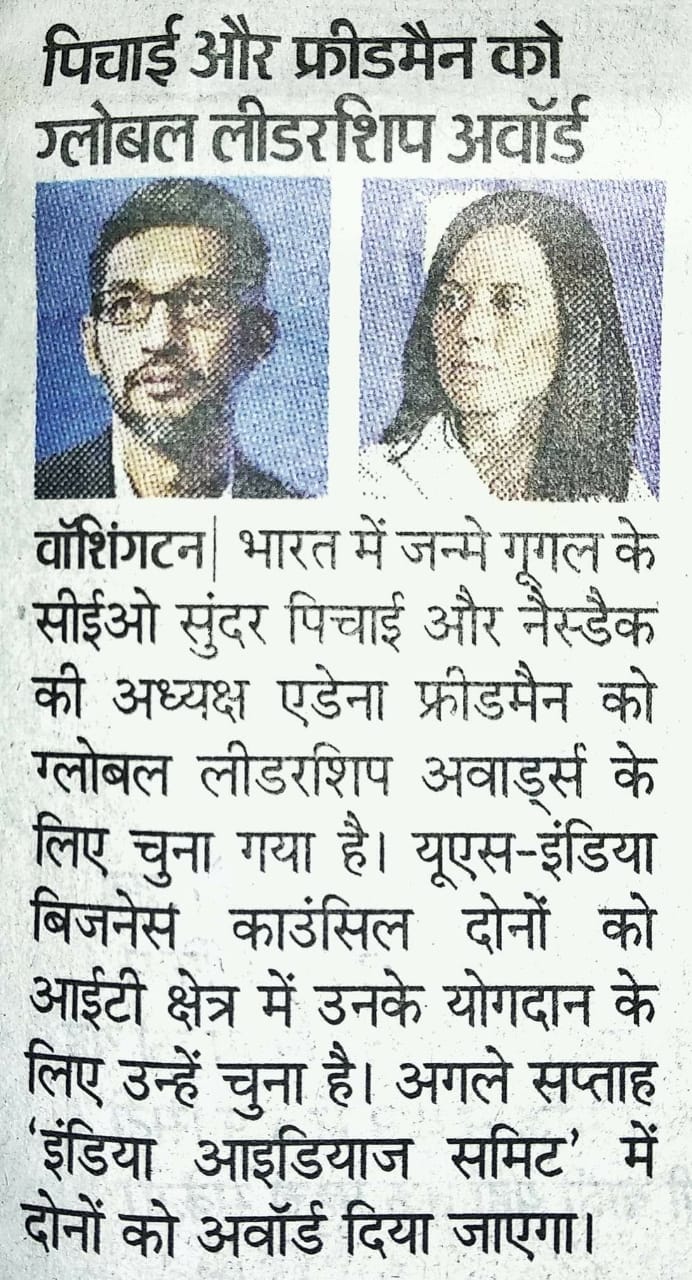 पिचाई और फ्रीडमैन को
ग्लोबल लीडरशिप अवॉर्ड
वॉशिंगटन| भारत में जन्मे गूगल के
सीईओ सुंदर पिचाई और नैस्डैक
की अध्यक्ष एडेना फ्रीडमैन को
ग्लोबल लीडरशिप अवार्ड्स के
लिए चुना गया है। यूएस-इंडिया
बिजनेस काउंसिल दोनों को
आईटी क्षेत्र में उनके योगदान के
लिए उन्हें चुना है। अगले सप्ताह
‘इंडिया आइडियाज समिट’ में
दोनों को अवॉर्ड दिया जाएगा।